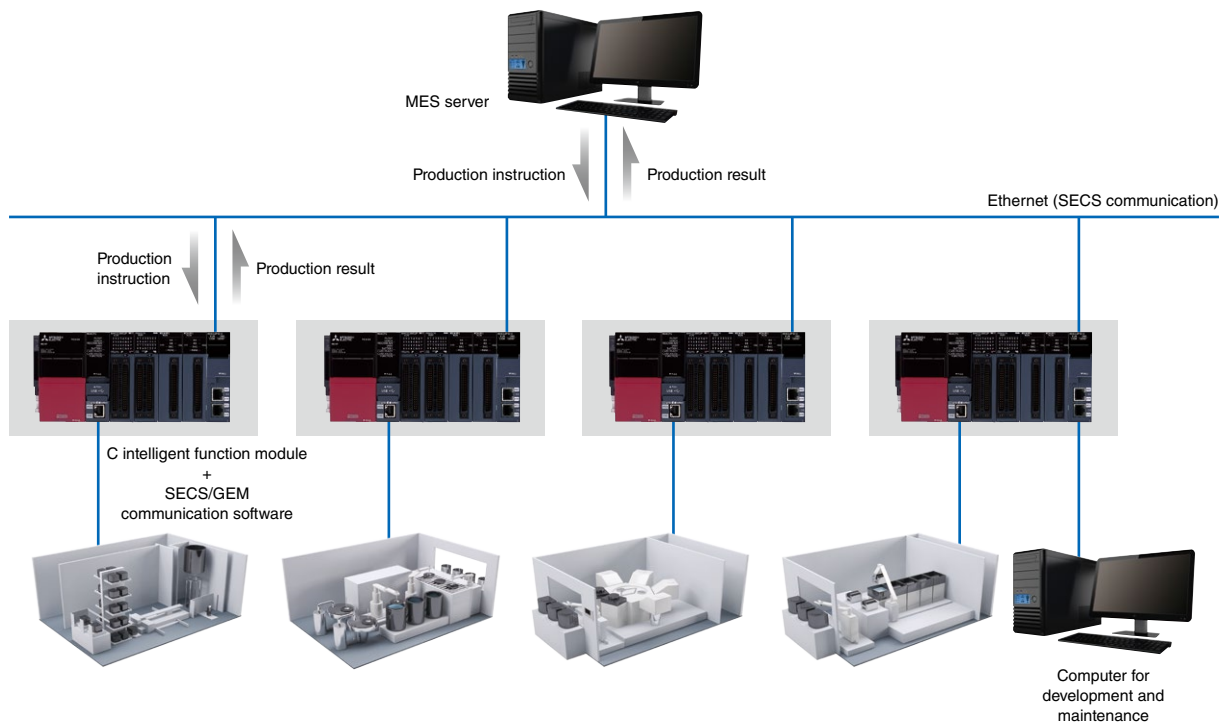 MES server
Production instruction
Production result
Ethernet (SECS communication)
Production
instruction
Production result
C intelligent function module
+
SECS/GEM
communication software
Computer for
development and
maintenance